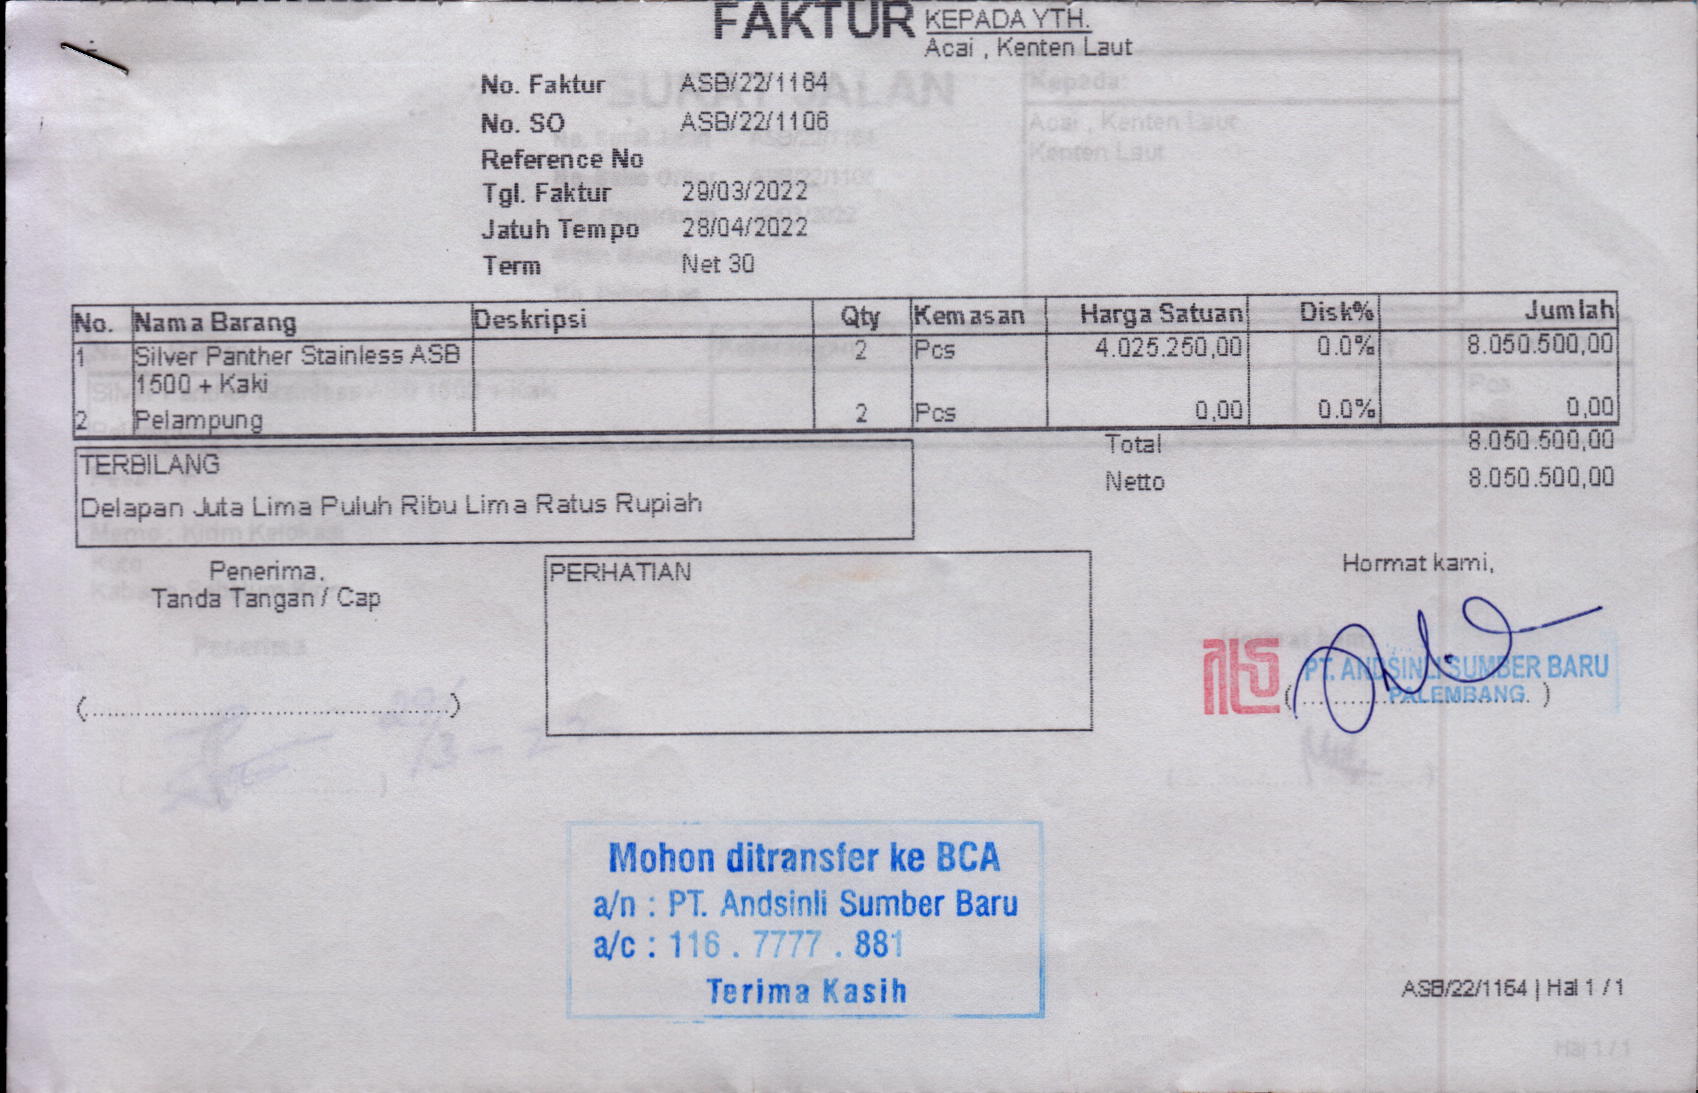 FAKTUR
KEPADA YTH.
Acai , Kenten Laut
No. Faktur ASB/22/1164
No. SO ASB/22/1106
Reference No
Tgl. Faktur 29/03/2022
Jatuh Tempo 28/04/2022
Term Net 30
No. Nama Barang Deskripsi Qty Kemasan Harga Satuan Disk% Jumlah
1 Silver Panther Stainless ASB 2 Pcs 4.025.250,00 0.0% 8.050.500,00
1500 + Kaki
2 Pelampung 2 Pcs 0,00 0.0% 0,00
Total 8.050.500,00
Netto 8.050.500,00
TERBILANG
Delapan Juta Lima Puluh Ribu Lima Ratus Rupiah
Penerima,
Tanda Tangan / Cap
(..................................................)
PERHATIAN
Hormat kami,
PT. ANDSINLI SUMBER BARU
PALEMBANG
Mohon ditransfer ke BCA
a/n : PT. Andsinli Sumber Baru
a/c : 116 . 7777 . 881
Terima Kasih
ASB/22/1164 | Hal 1 / 1